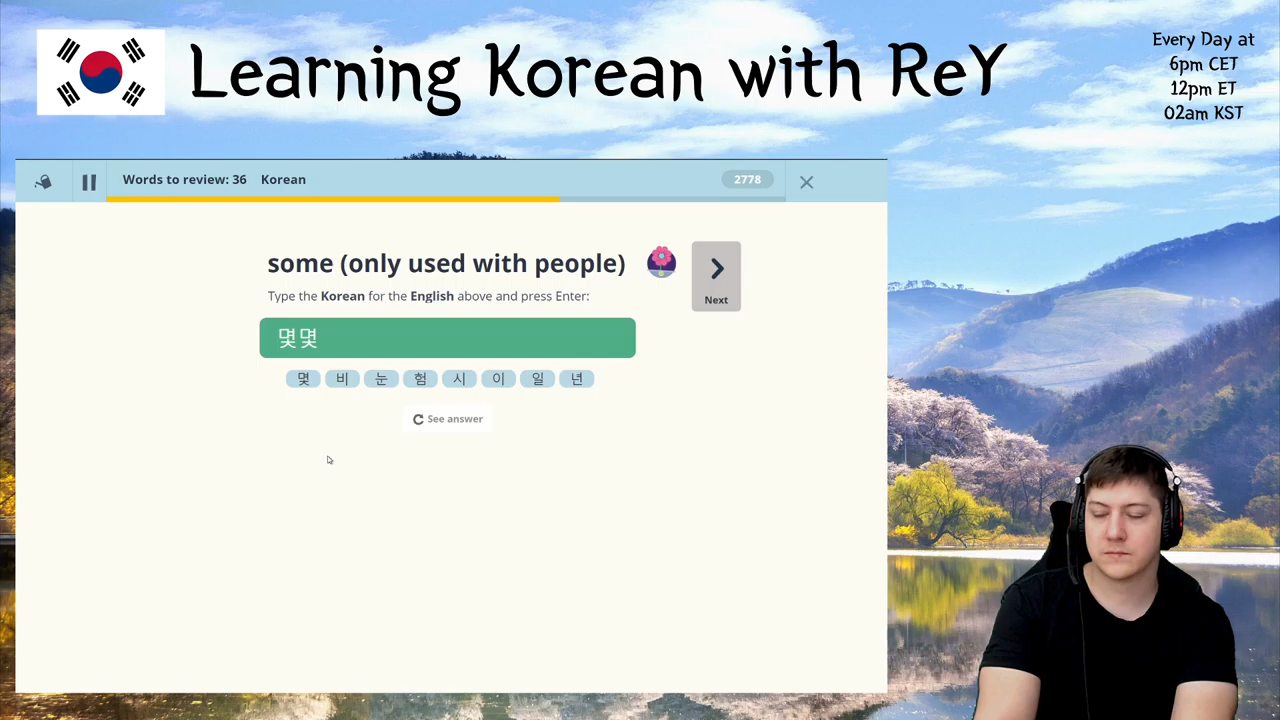 Learning Korean with ReY
Every Day at
6pm CET
12pm ET
02am KST
Words to review: 36 Korean
2778
some (only used with people)
Next
Type the Korean for the English above and press Enter:
몇몇
몇 비 눈 험 시 이 일 년
See answer